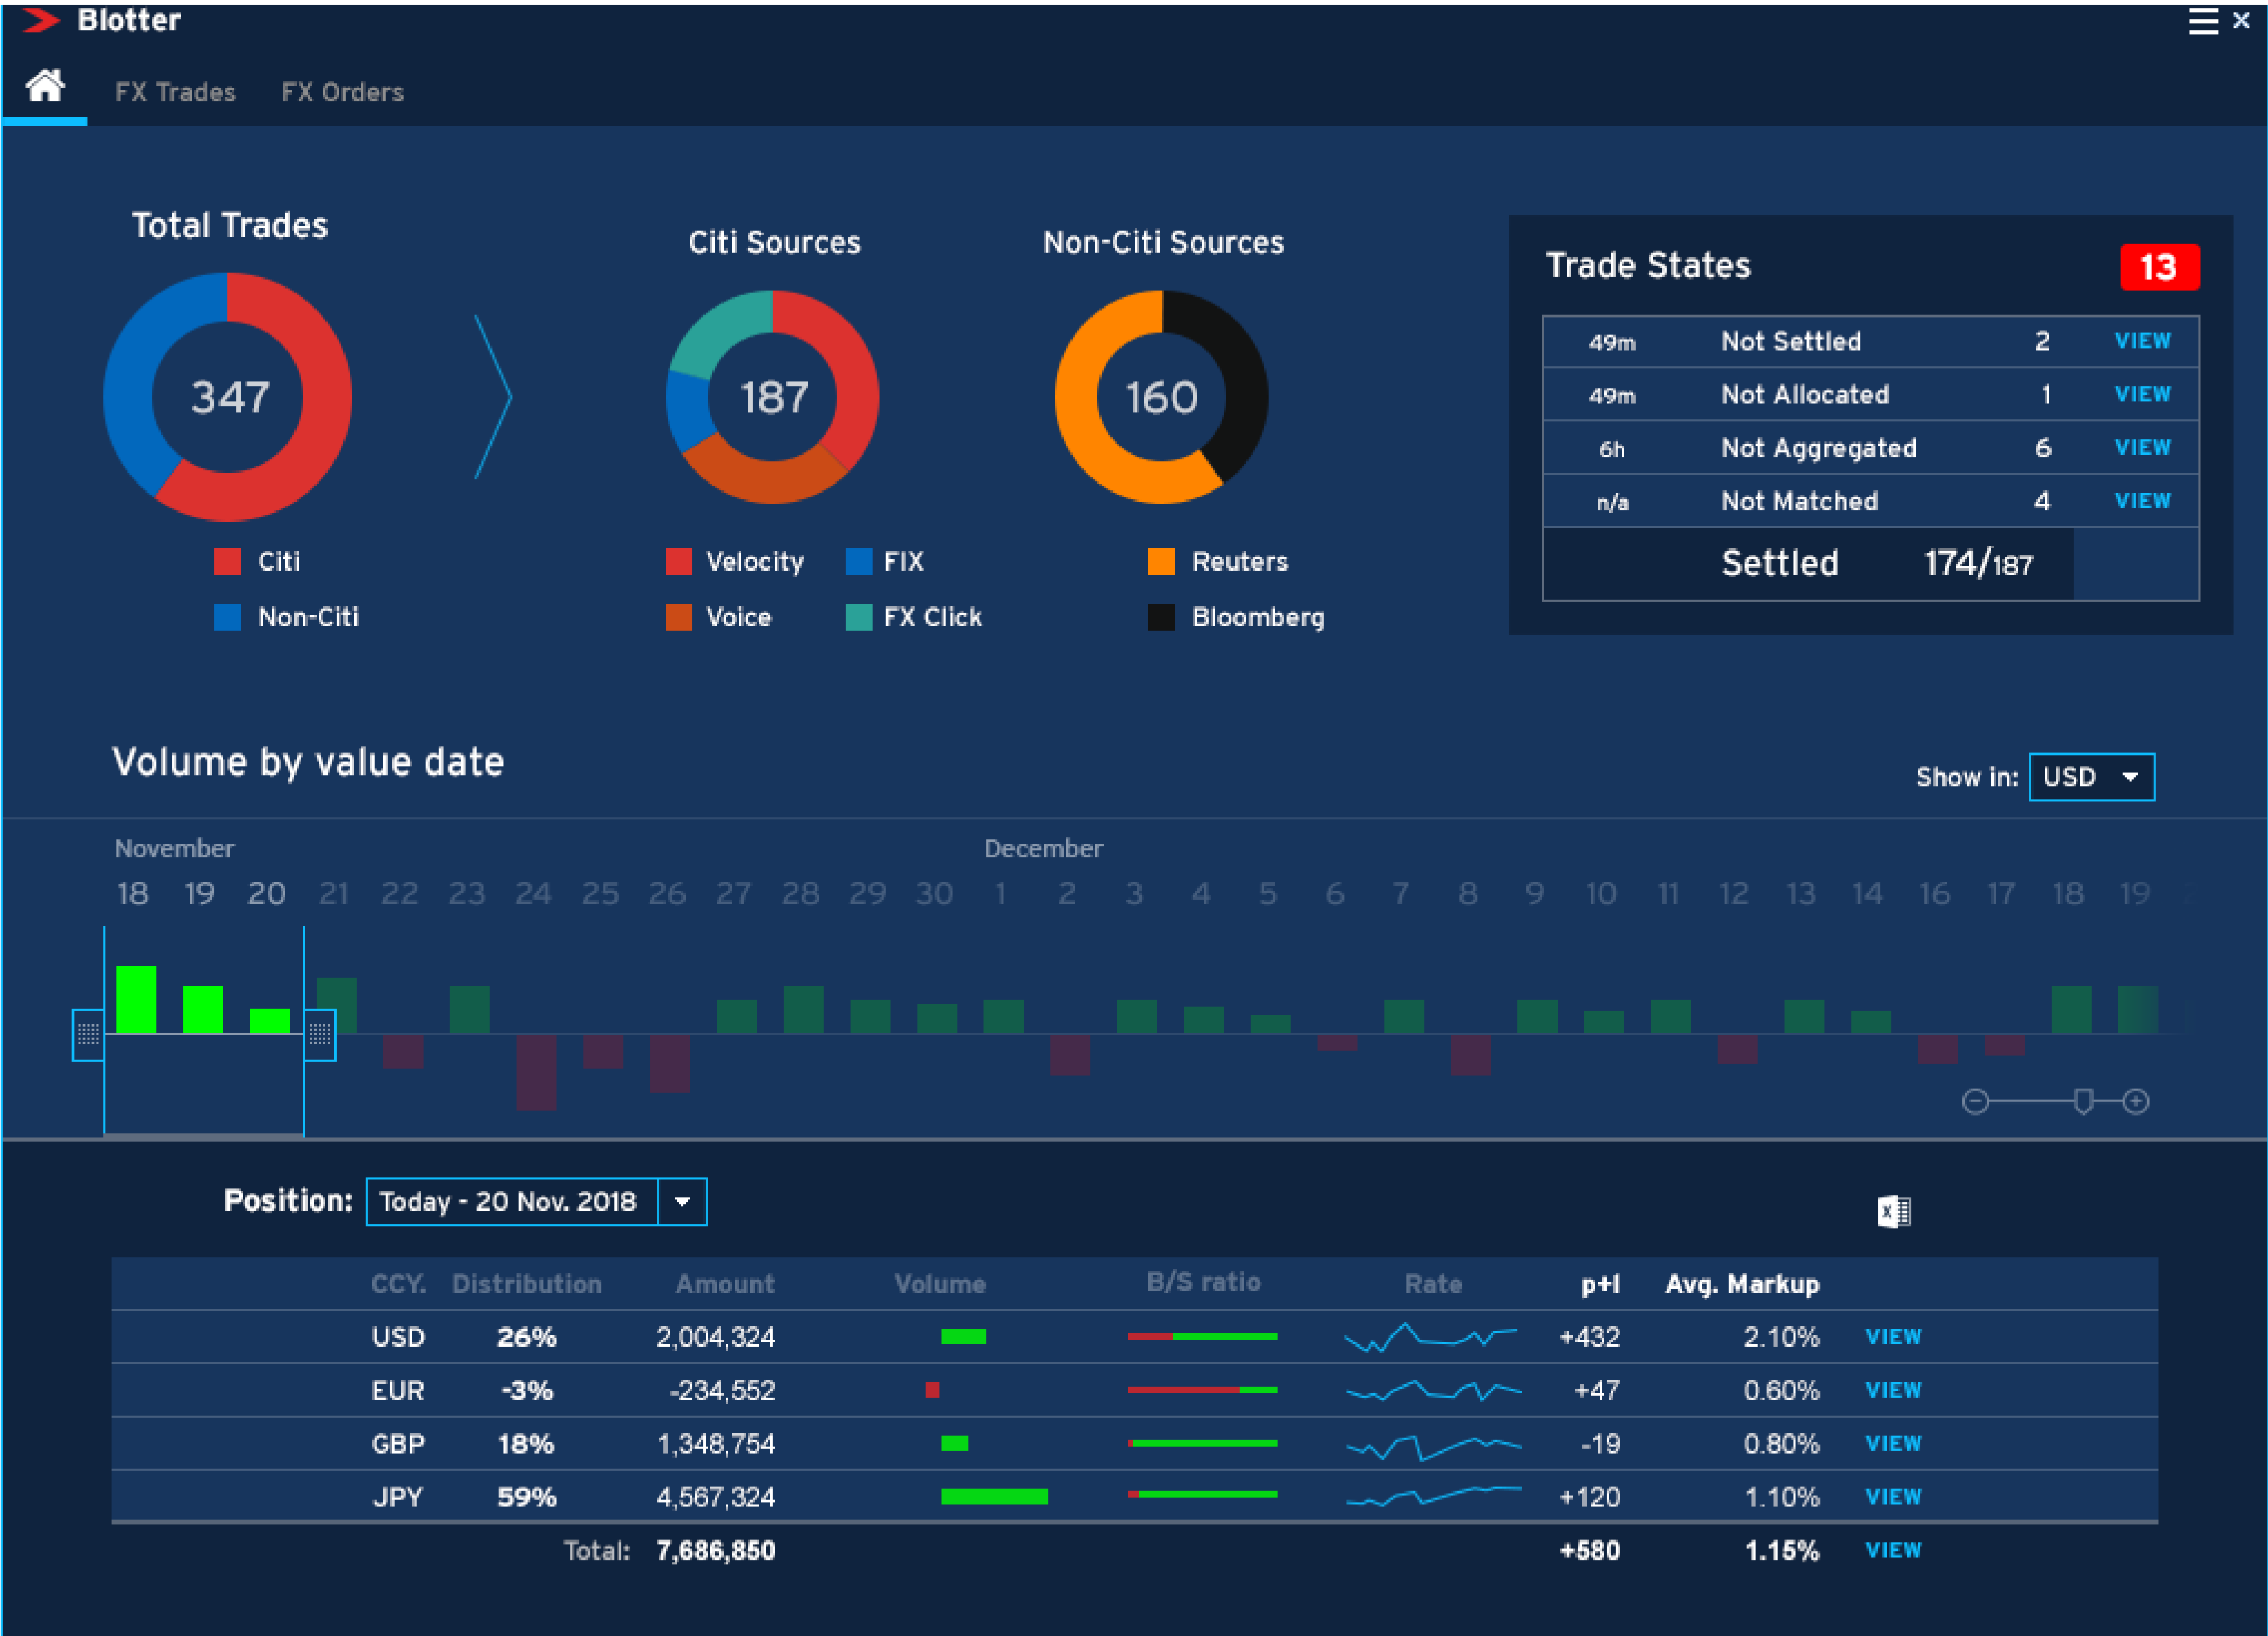 Blotter
FX Trades FX Orders
Total Trades
Citi Sources
Non-Citi Sources
347
187
160
Citi
Non-Citi
Velocity FIX
Voice FX Click
Reuters
Bloomberg
Trade States 13
49m Not Settled 2 VIEW
49m Not Allocated 1 VIEW
6h Not Aggregated 6 VIEW
n/a Not Matched 4 VIEW
Settled 174/187
Volume by value date
Show in: USD
November December
18 19 20 21 22 23 24 25 26 27 28 29 30 1 2 3 4 5 6 7 8 9 10 11 12 13 14 16 17 18 19
Position: Today - 20 Nov. 2018
CCY. Distribution Amount Volume B/S ratio Rate p+l Avg. Markup
USD 26% 2,004,324 +432 2.10% VIEW
EUR -3% -234,552 +47 0.60% VIEW
GBP 18% 1,348,754 -19 0.80% VIEW
JPY 59% 4,567,324 +120 1.10% VIEW
Total: 7,686,850 +580 1.15% VIEW